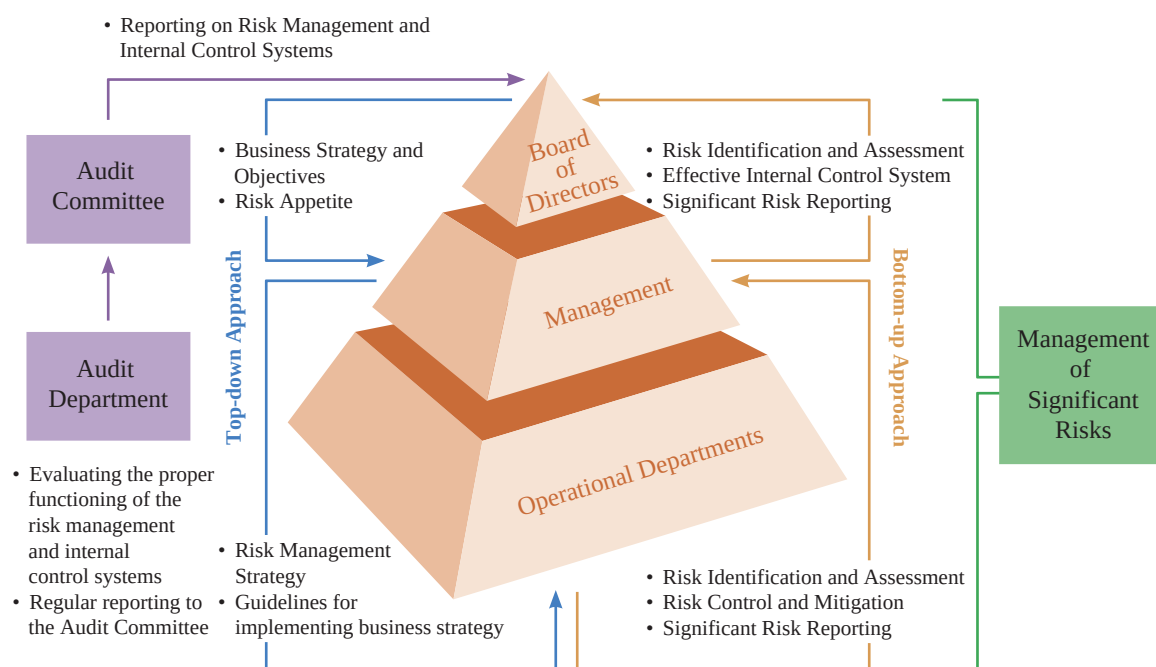 • Reporting on Risk Management and
Internal Control Systems
Audit
Committee
Audit
Department
• Evaluating the proper
functioning of the
risk management
and internal
control systems
• Regular reporting to
the Audit Committee
• Business Strategy and
Objectives
• Risk Appetite
Top-down Approach
• Risk Management
Strategy
• Guidelines for
implementing business strategy
Board
of
Directors
Management
Operational Departments
• Risk Identification and Assessment
• Effective Internal Control System
• Significant Risk Reporting
Bottom-up Approach
• Risk Identification and Assessment
• Risk Control and Mitigation
• Significant Risk Reporting
Management
of
Significant
Risks